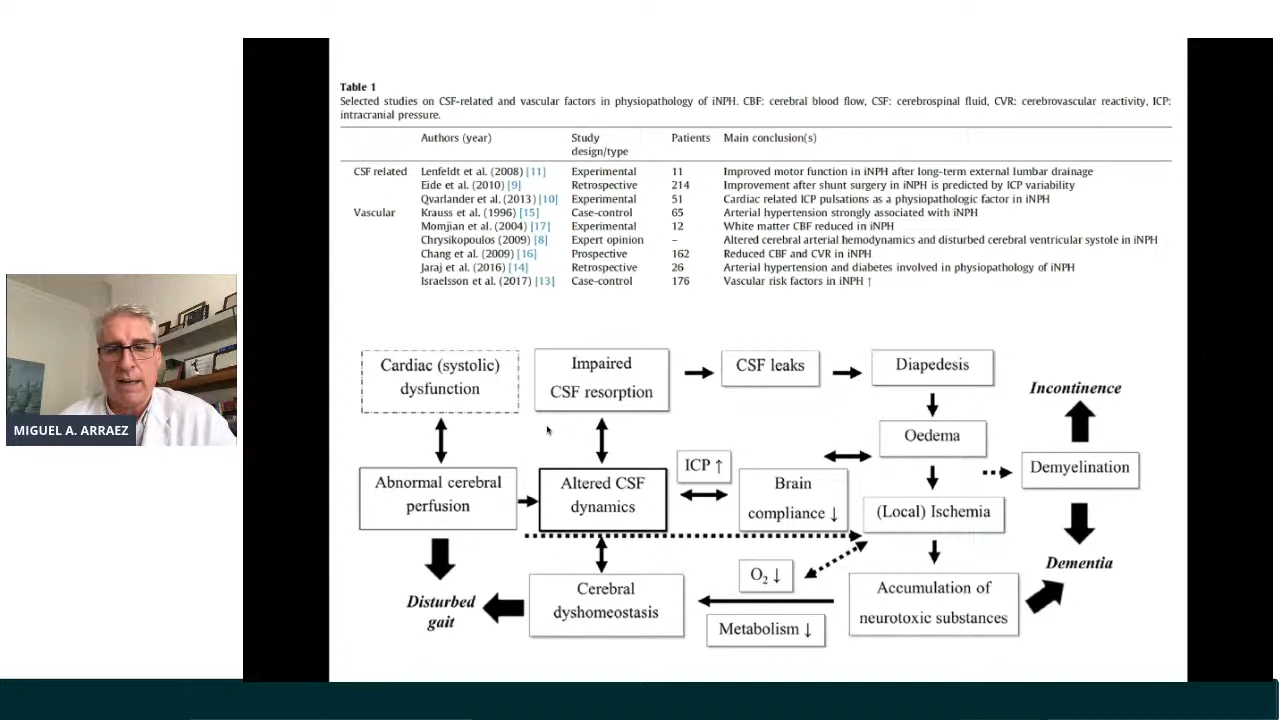 Table 1
Selected studies on CSF-related and vascular factors in physiopathology of iNPH. CBF: cerebral blood flow, CSF: cerebrospinal fluid, CVR: cerebrovascular reactivity, ICP:
intracranial pressure.
Authors (year) Study design/type Patients Main conclusion(s)
CSF related Lenfeldt et al. (2008) [11] Experimental 11 Improved motor function in iNPH after long-term external lumbar drainage
Eide et al. (2010) [9] Retrospective 214 Improvement after shunt surgery in iNPH is predicted by ICP variability
Qvarlander et al. (2013) [10] Experimental 51 Cardiac related ICP pulsations as a physiopathologic factor in iNPH
Vascular Krauss et al. (1996) [15] Case-control 65 Arterial hypertension strongly associated with iNPH
Momjian et al. (2004) [17] Experimental 12 White matter CBF reduced in iNPH
Chrysikopoulos (2009) [8] Expert opinion – Altered cerebral arterial hemodynamics and disturbed cerebral ventricular systole in iNPH
Chang et al. (2009) [16] Prospective 162 Reduced CBF and CVR in iNPH
Jaraj et al. (2016) [14] Retrospective 26 Arterial hypertension and diabetes involved in physiopathology of iNPH
Israelsson et al. (2017) [13] Case-control 176 Vascular risk factors in iNPH ↑
Cardiac (systolic)
dysfunction
Impaired
CSF resorption
CSF leaks
Diapedesis
Incontinence
Oedema
ICP ↑
Demyelination
Abnormal cerebral
perfusion
Altered CSF
dynamics
Brain
compliance ↓
(Local) Ischemia
Dementia
O₂ ↓
Disturbed
gait
Cerebral
dyshomeostasis
Metabolism ↓
Accumulation of
neurotoxic substances
MIGUEL A. ARRAEZ